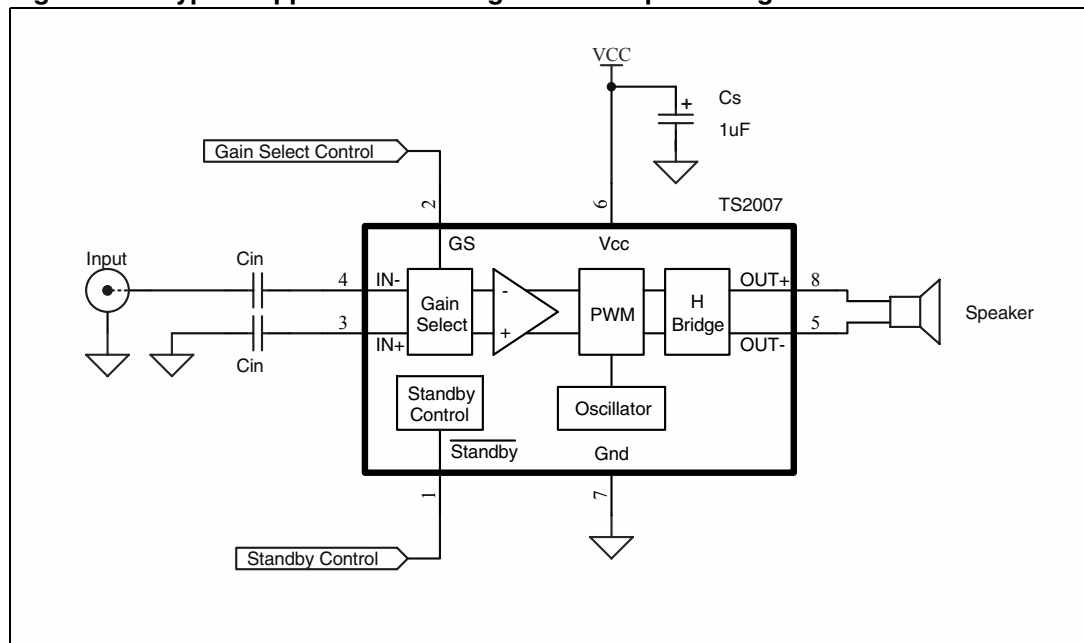 VCC
+
Cs
1uF
Gain Select Control
2
6
TS2007
GS
Vcc
Input
Cin
4
IN-
OUT+
8
Gain
Select
-
+
PWM
H
Bridge
Speaker
3
IN+
OUT-
5
Cin
Standby
Control
Oscillator
Standby
Gnd
1
7
Standby Control